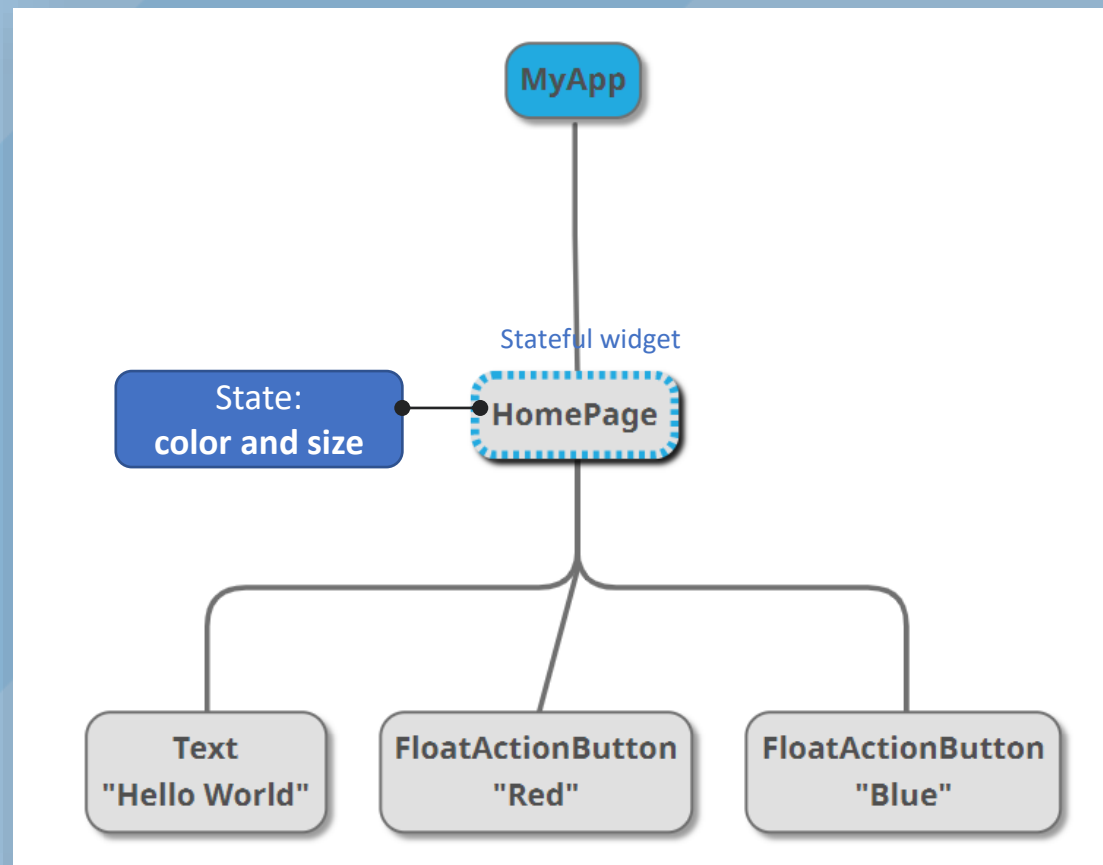 MyApp
Stateful widget
State:
color and size
HomePage
Text
"Hello World"
FloatActionButton
"Red"
FloatActionButton
"Blue"